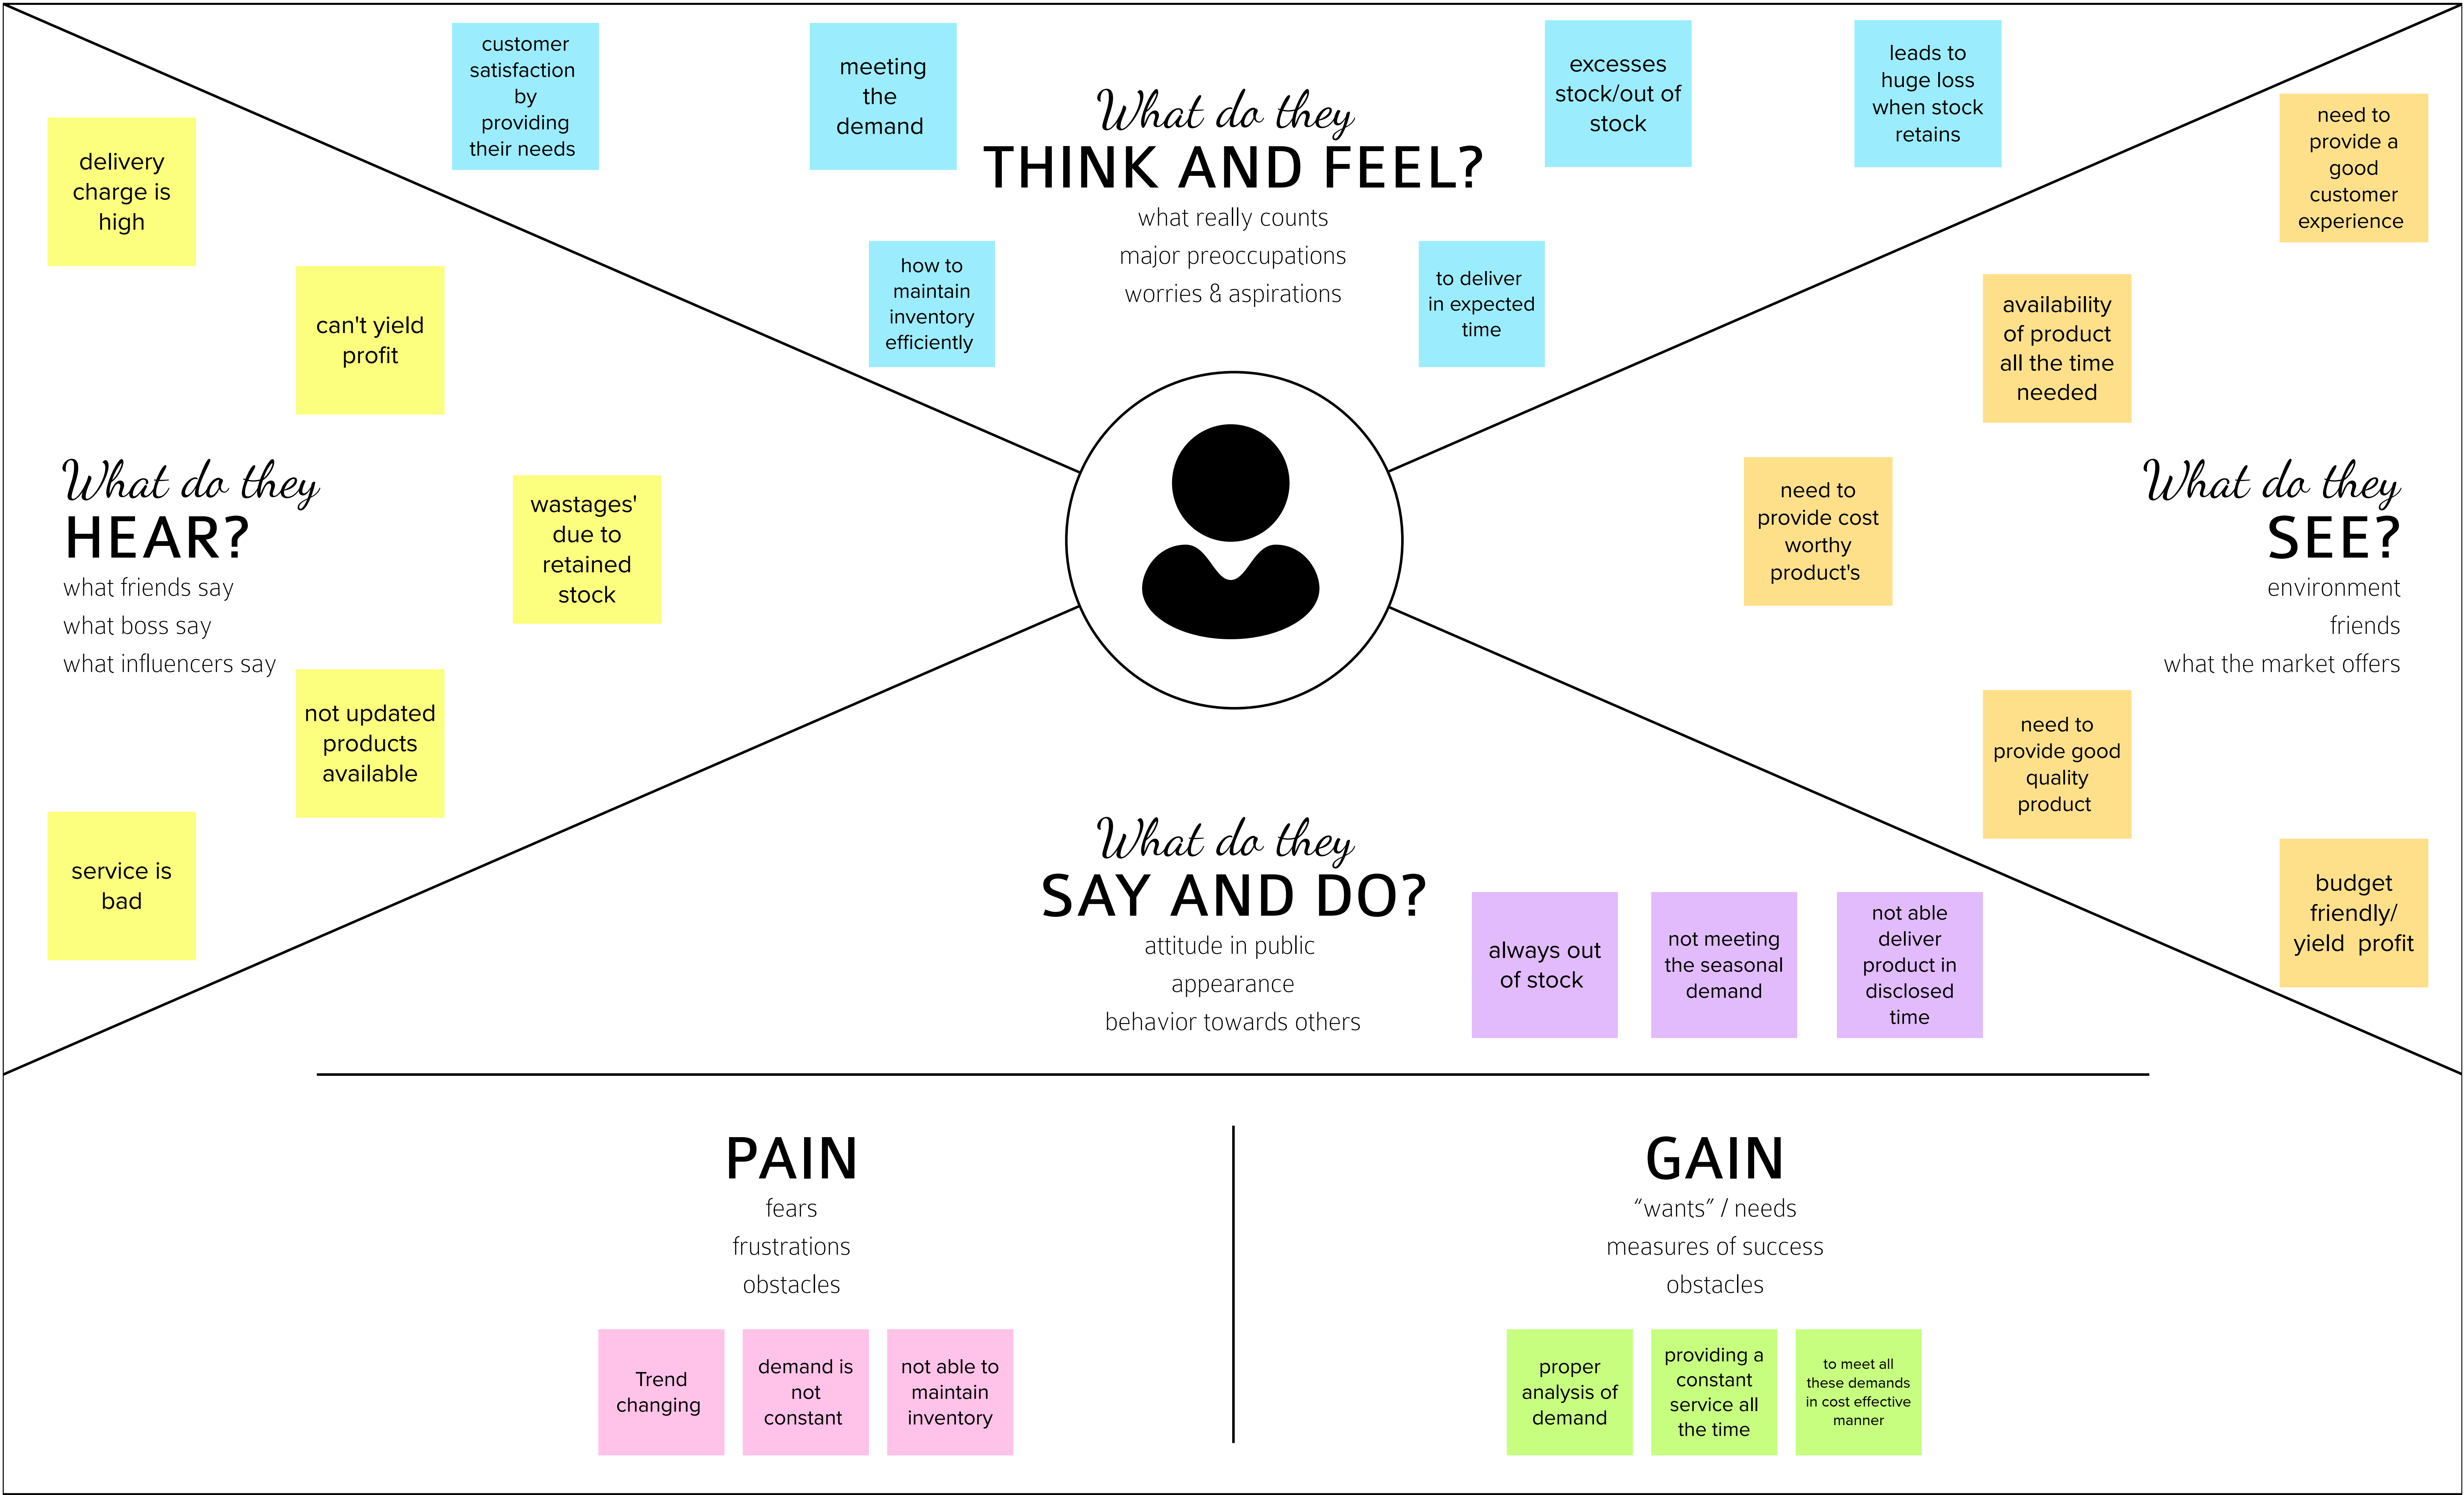 customer
satisfaction
by
providing
their needs
meeting
the
demand
What do they
THINK AND FEEL?
what really counts
major preoccupations
worries & aspirations
excesses
stock/out of
stock
leads to
huge loss
when stock
retains
how to
maintain
inventory
efficiently
to deliver
in expected
time
delivery
charge is
high
can't yield
profit
What do they
HEAR?
what friends say
what boss say
what influencers say
wastages'
due to
retained
stock
not updated
products
available
service is
bad
need to
provide a
good
customer
experience
availability
of product
all the time
needed
need to
provide cost
worthy
product's
What do they
SEE?
environment
friends
what the market offers
need to
provide good
quality
product
budget
friendly/
yield  profit
What do they
SAY AND DO?
attitude in public
appearance
behavior towards others
always out
of stock
not meeting
the seasonal
demand
not able
deliver
product in
disclosed
time
PAIN
fears
frustrations
obstacles
Trend
changing
demand is
not
constant
not able to
maintain
inventory
GAIN
“wants” / needs
measures of success
obstacles
proper
analysis of
demand
providing a
constant
service all
the time
to meet all
these demands
in cost effective
manner